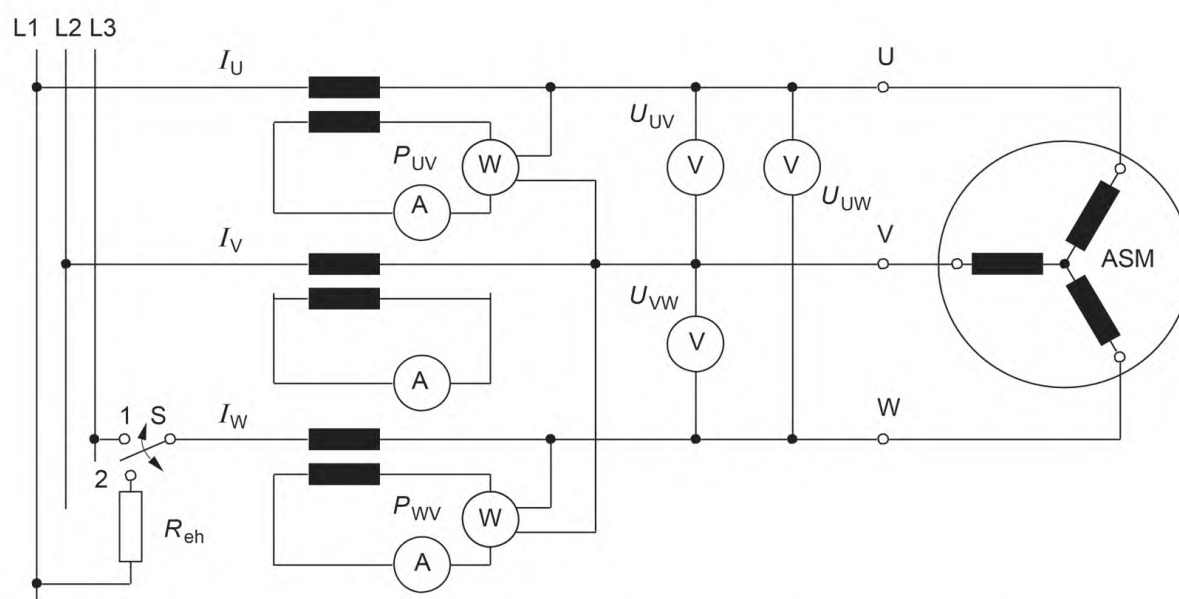 L1 L2 L3
I_U
U
U_UV
P_UV
W
V
V
A
U_UW
I_V
V
ASM
U_VW
V
A
1 S
I_W
W
2
P_WV
W
R_eh
A